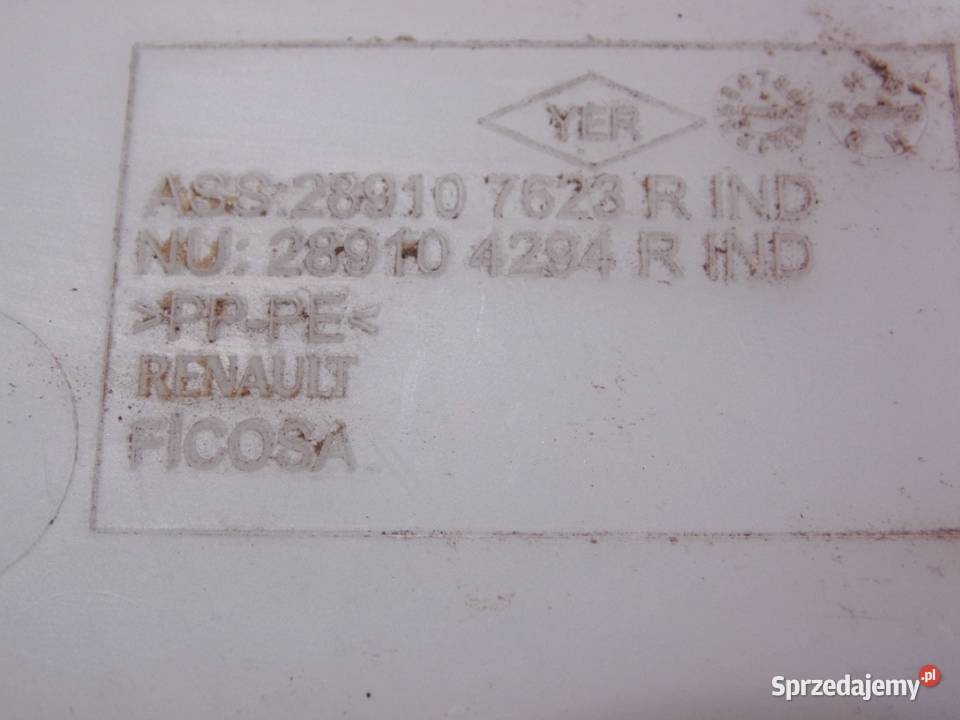 YER
ASS:28910 7623 R IND
NU: 28910 4294 R IND
>PP-PE<
RENAULT
FICOSA
Sprzedajemy.pl